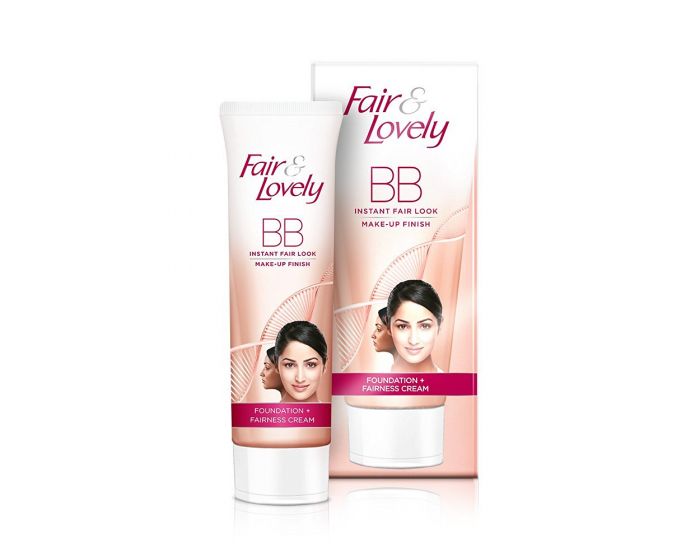 Fair &
Lovely
BB
INSTANT FAIR LOOK
MAKE-UP FINISH
FOUNDATION +
FAIRNESS CREAM
Fair &
Lovely
BB
INSTANT FAIR LOOK
MAKE-UP FINISH
FOUNDATION +
FAIRNESS CREAM